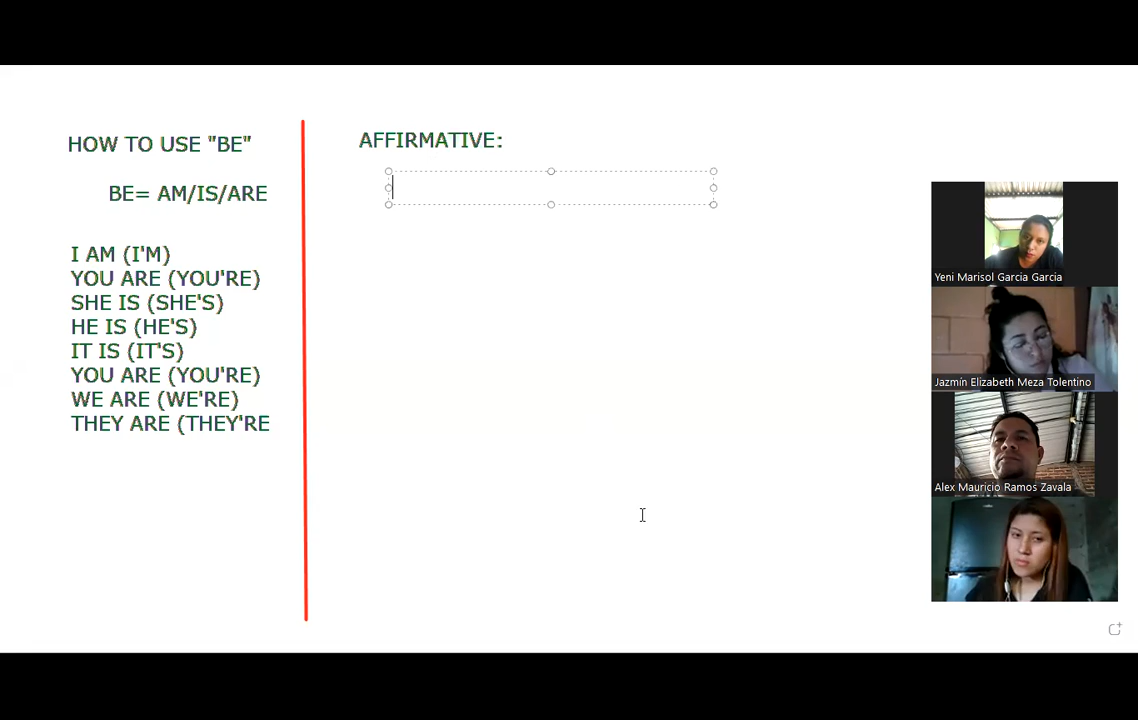 HOW TO USE "BE"
BE= AM/IS/ARE
I AM (I'M)
YOU ARE (YOU'RE)
SHE IS (SHE'S)
HE IS (HE'S)
IT IS (IT'S)
YOU ARE (YOU'RE)
WE ARE (WE'RE)
THEY ARE (THEY'RE
AFFIRMATIVE:
Yeni Marisol Garcia Garcia
Jazmín Elizabeth Meza Tolentino
Alex Mauricio Ramos Zavala